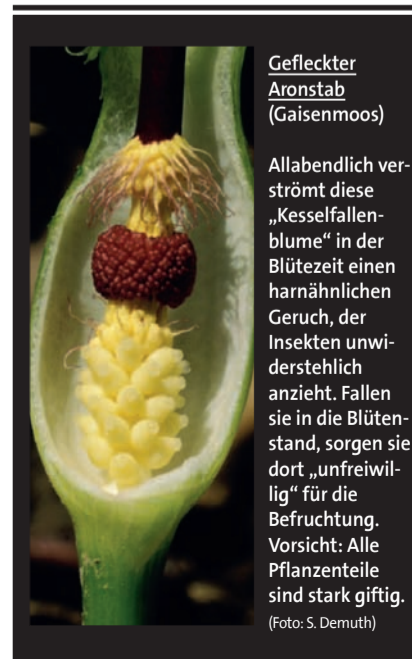 Gefleckter
Aronstab
(Gaisenmoos)
Allabendlich ver-
strömt diese
„Kesselfallen-
blume“ in der
Blütezeit einen
harnähnlichen
Geruch, der
Insekten unwi-
derstehlich
anzieht. Fallen
sie in die Blüten-
stand, sorgen sie
dort „unfreiwil-
lig“ für die
Befruchtung.
Vorsicht: Alle
Pflanzenteile
sind stark giftig.
(Foto: S. Demuth)